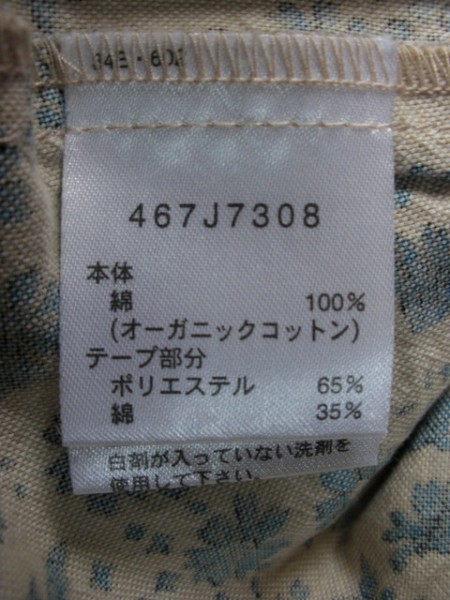 467J7308
本体
綿 100%
(オーガニックコットン)
テープ部分
ポリエステル 65%
綿 35%
白剤が入っていない洗剤を
使用して下さい。